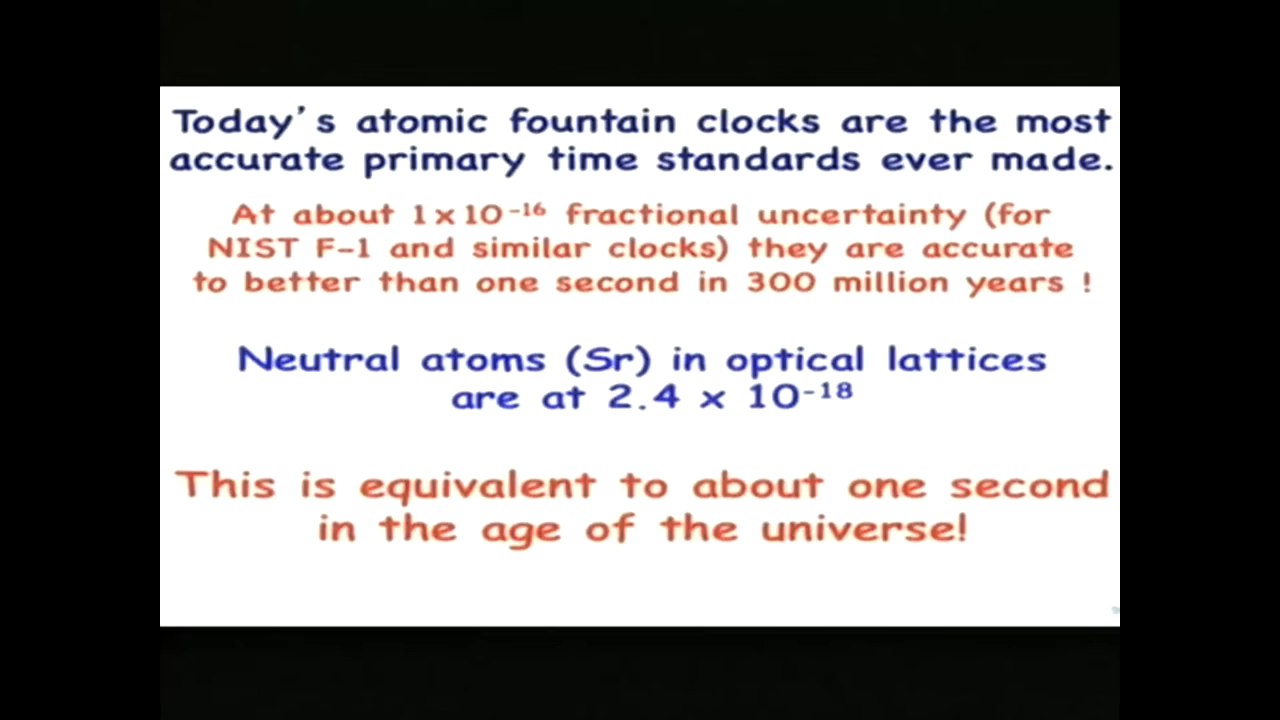 Today's atomic fountain clocks are the most
accurate primary time standards ever made.
At about 1x10⁻¹⁶ fractional uncertainty (for
NIST F-1 and similar clocks) they are accurate
to better than one second in 300 million years !
Neutral atoms (Sr) in optical lattices
are at 2.4 x 10⁻¹⁸
This is equivalent to about one second
in the age of the universe!